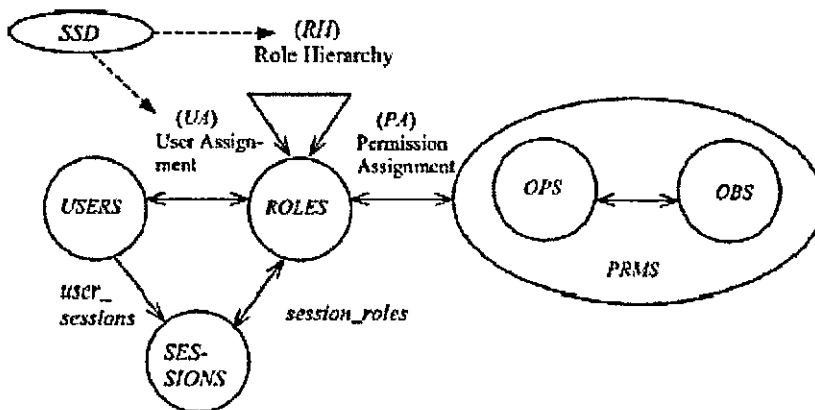 SSD
(RH)
Role Hierarchy
(UA)
User Assign-
ment
(PA)
Permission
Assignment
USERS
ROLES
OPS
OBS
PRMS
user_
sessions
session_roles
SES-
SIONS